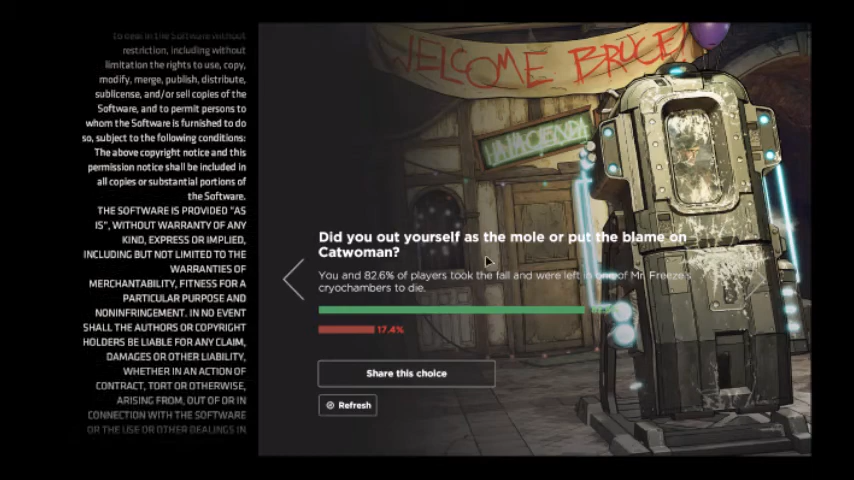 to deal in the Software without
restriction, including without
limitation the rights to use, copy,
modify, merge, publish, distribute,
sublicense, and/or sell copies of the
Software, and to permit persons to
whom the Software is furnished to do
so, subject to the following conditions:
The above copyright notice and this
permission notice shall be included in
all copies or substantial portions of
the Software.
THE SOFTWARE IS PROVIDED "AS
IS", WITHOUT WARRANTY OF ANY
KIND, EXPRESS OR IMPLIED,
INCLUDING BUT NOT LIMITED TO THE
WARRANTIES OF
MERCHANTABILITY, FITNESS FOR A
PARTICULAR PURPOSE AND
NONINFRINGEMENT. IN NO EVENT
SHALL THE AUTHORS OR COPYRIGHT
HOLDERS BE LIABLE FOR ANY CLAIM,
DAMAGES OR OTHER LIABILITY,
WHETHER IN AN ACTION OF
CONTRACT, TORT OR OTHERWISE,
ARISING FROM, OUT OF OR IN
CONNECTION WITH THE SOFTWARE
OR THE USE OR OTHER DEALINGS IN
WELCOME BRUCE!
Did you out yourself as the mole or put the blame on
Catwoman?
You and 82.6% of players took the fall and were left in one of Mr. Freeze's
cryochambers to die.
17.4%
Share this choice
Refresh